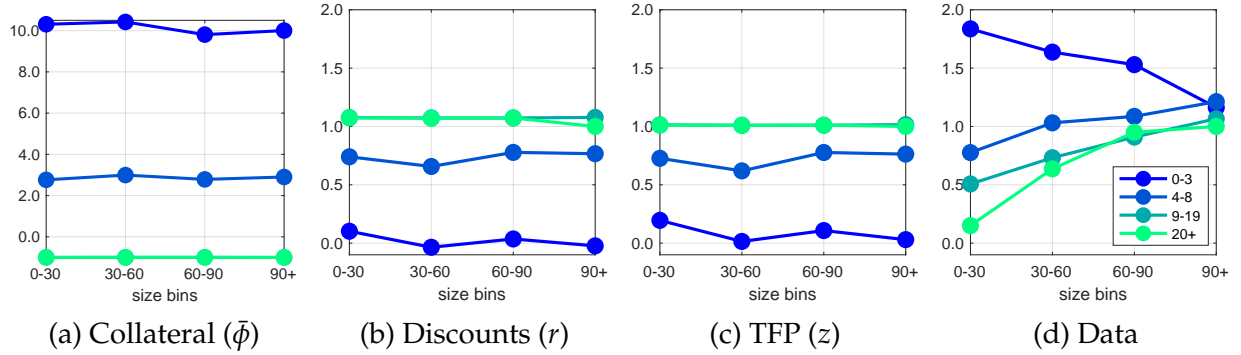 10.0
8.0
6.0
4.0
2.0
0.0
0-30 30-60 60-90 90+
size bins
(a) Collateral (ϕ̄)
2.0
1.5
1.0
0.5
0.0
0-30 30-60 60-90 90+
size bins
(b) Discounts (r)
2.0
1.5
1.0
0.5
0.0
0-30 30-60 60-90 90+
size bins
(c) TFP (z)
2.0
1.5
1.0
0.5
0.0
0-3
4-8
9-19
20+
0-30 30-60 60-90 90+
size bins
(d) Data